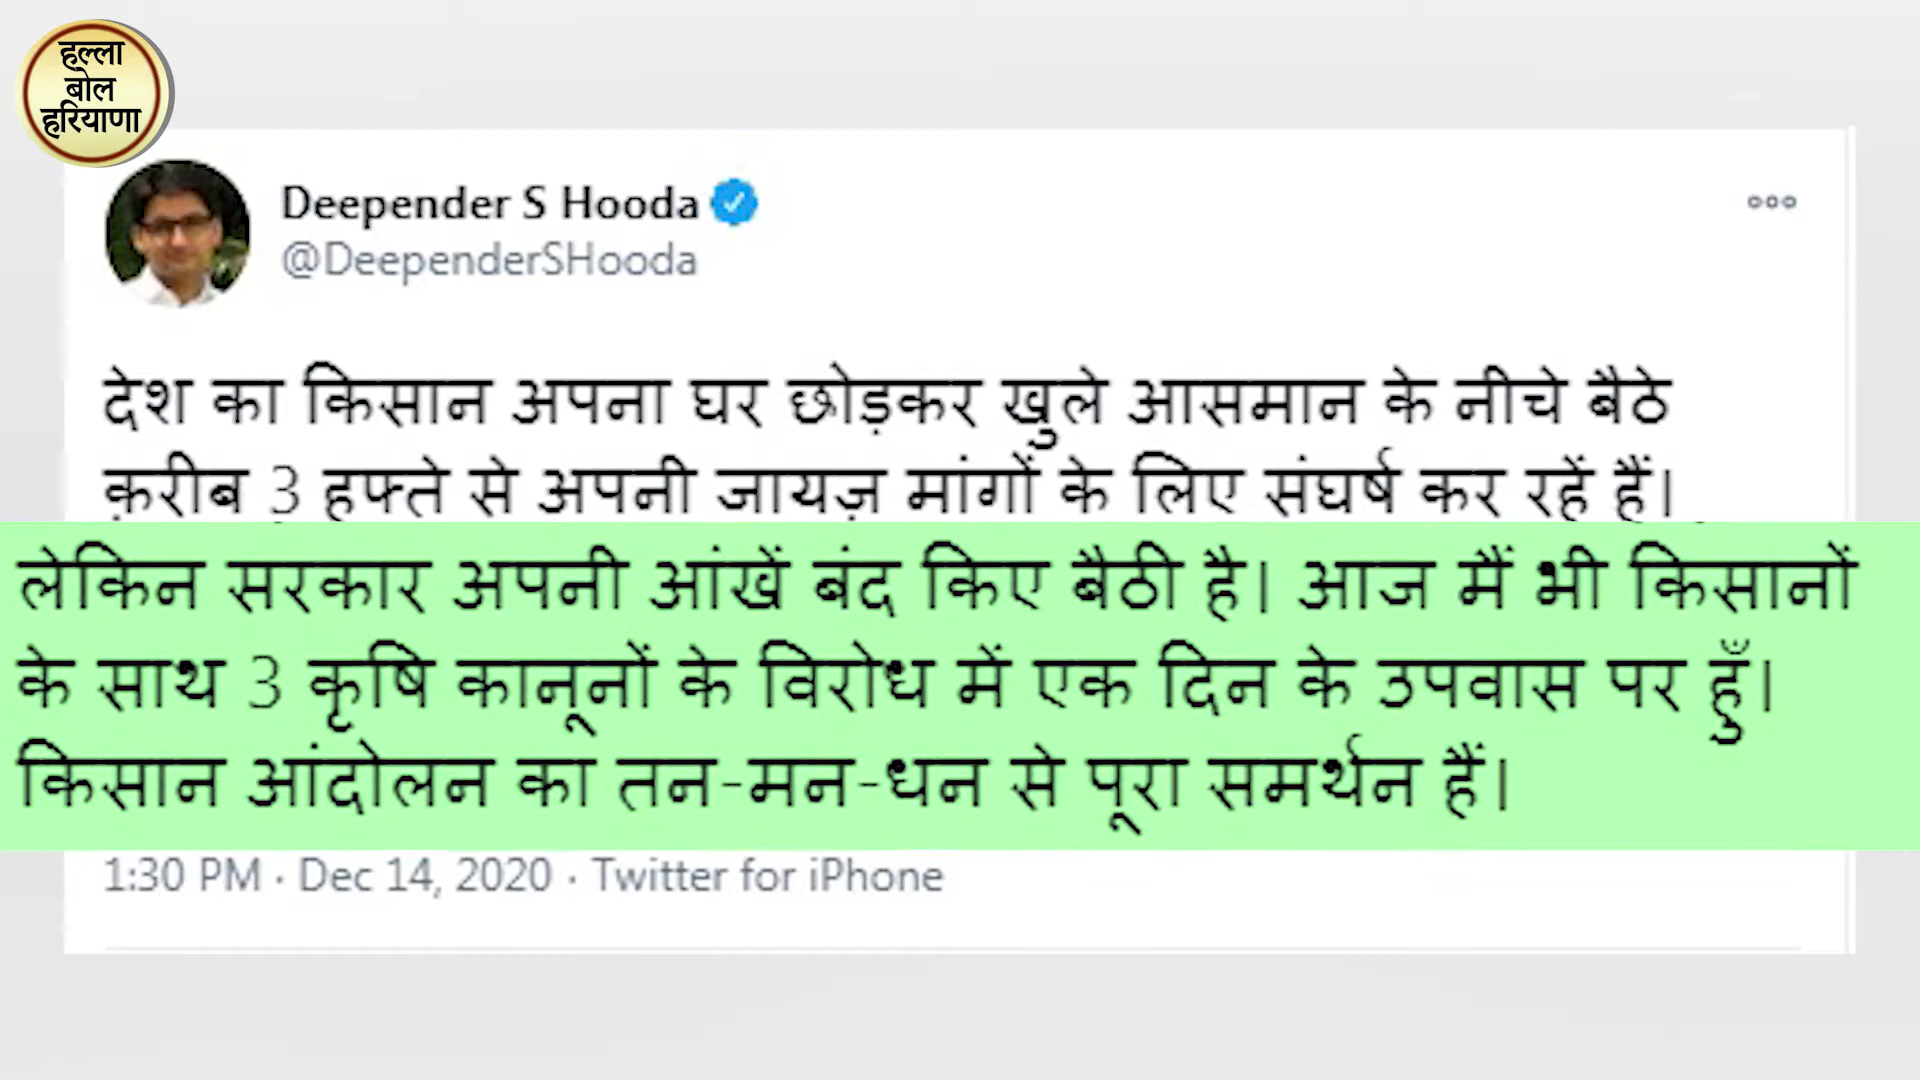 हल्ला
बोल
हरियाणा
Deepender S Hooda
@DeependerSHooda
देश का किसान अपना घर छोड़कर खुले आसमान के नीचे बैठे
क़रीब 3 हफ्ते से अपनी जायज़ मांगों के लिए संघर्ष कर रहें हैं।
लेकिन सरकार अपनी आंखें बंद किए बैठी है। आज मैं भी किसानों
के साथ 3 कृषि कानूनों के विरोध में एक दिन के उपवास पर हुँ।
किसान आंदोलन का तन-मन-धन से पूरा समर्थन हैं।
1:30 PM · Dec 14, 2020 · Twitter for iPhone